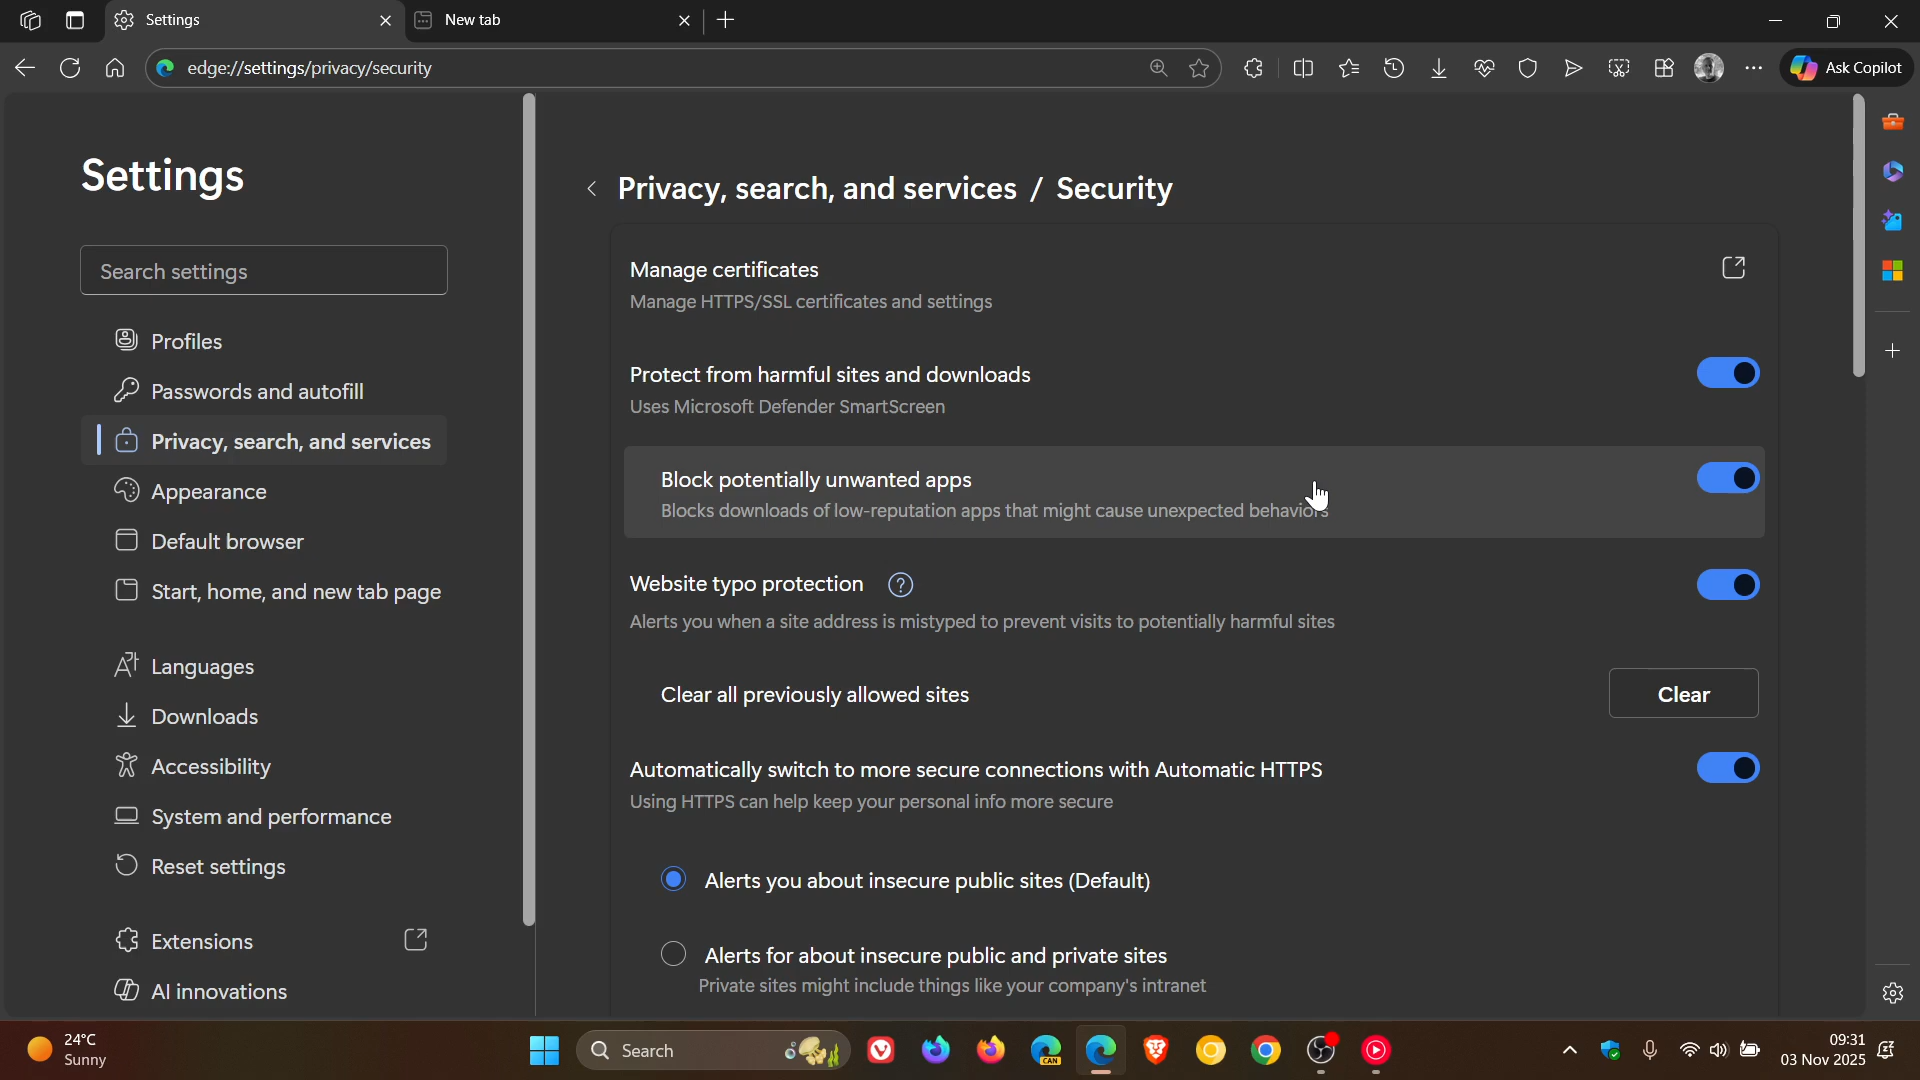 Settings
New tab
edge://settings/privacy/security
Ask Copilot
Settings
Search settings
Profiles
Passwords and autofill
Privacy, search, and services
Appearance
Default browser
Start, home, and new tab page
Languages
Downloads
Accessibility
System and performance
Reset settings
Extensions
AI innovations
Privacy, search, and services / Security
Manage certificates
Manage HTTPS/SSL certificates and settings
Protect from harmful sites and downloads
Uses Microsoft Defender SmartScreen
Block potentially unwanted apps
Blocks downloads of low-reputation apps that might cause unexpected behaviors
Website typo protection
Alerts you when a site address is mistyped to prevent visits to potentially harmful sites
Clear all previously allowed sites
Clear
Automatically switch to more secure connections with Automatic HTTPS
Using HTTPS can help keep your personal info more secure
Alerts you about insecure public sites (Default)
Alerts for about insecure public and private sites
Private sites might include things like your company's intranet
24°C
Sunny
Search
CAN
09:31
03 Nov 2025